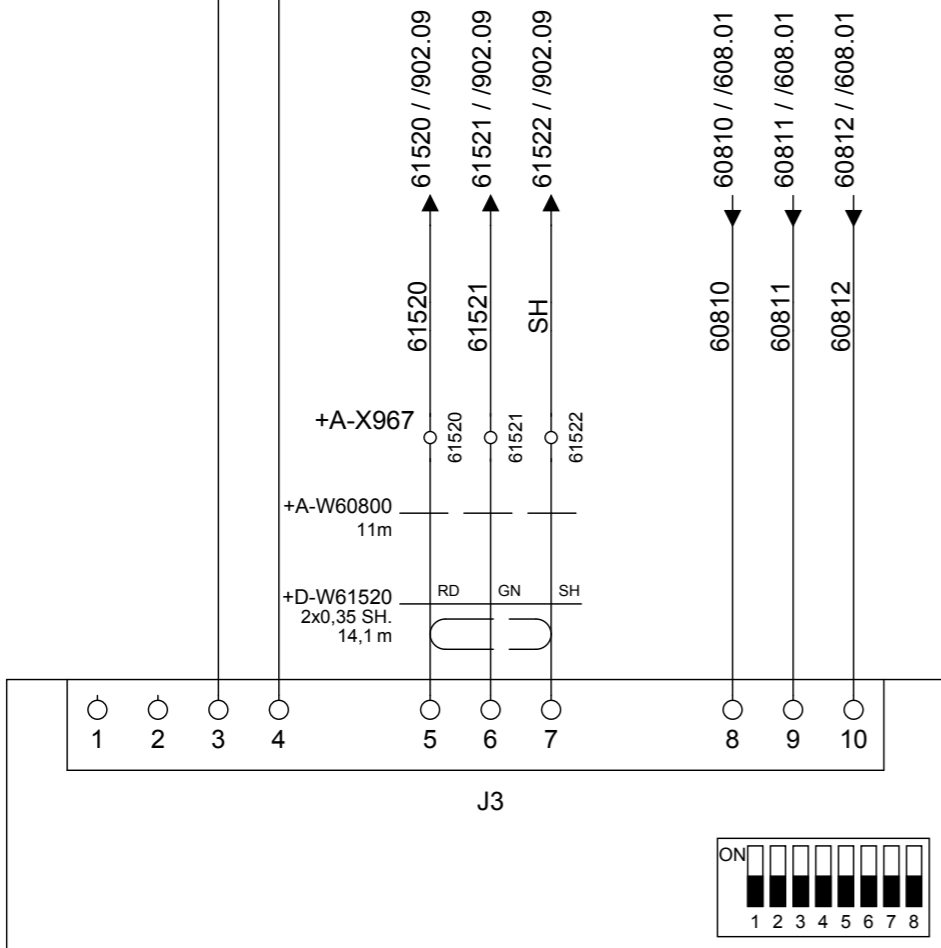 61520 / /902.09
61521 / /902.09
61522 / /902.09
60810 / /608.01
60811 / /608.01
60812 / /608.01
61520
61521
SH
60810
60811
60812
+A-X967
61520
61521
61522
+A-W60800
11m
+D-W61520
2x0,35 SH.
14,1 m
RD
GN
SH
1 2 3 4 5 6 7 8 9 10
J3
ON
1 2 3 4 5 6 7 8